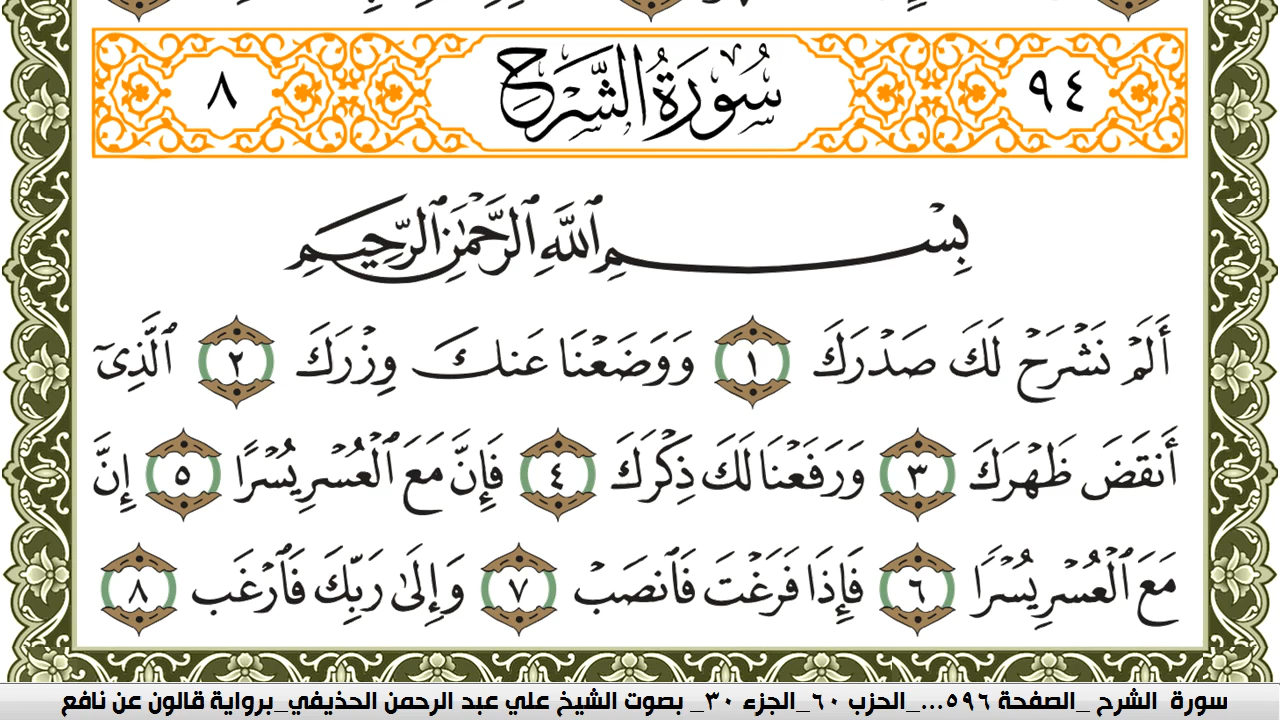 ٩٤ سُورَةُ الشَّرْحِ ٨
بِسْمِ ٱللَّهِ ٱلرَّحْمَٰنِ ٱلرَّحِيمِ
أَلَمْ نَشْرَحْ لَكَ صَدْرَكَ ١ وَوَضَعْنَا عَنكَ وِزْرَكَ ٢ ٱلَّذِىٓ
أَنقَضَ ظَهْرَكَ ٣ وَرَفَعْنَا لَكَ ذِكْرَكَ ٤ فَإِنَّ مَعَ ٱلْعُسْرِ يُسْرًا ٥ إِنَّ
مَعَ ٱلْعُسْرِ يُسْرًا ٦ فَإِذَا فَرَغْتَ فَٱنصَبْ ٧ وَإِلَىٰ رَبِّكَ فَٱرْغَب ٨
سورة الشرح _الصفحة ٥٩٦..._الحزب ٦٠_الجزء ٣٠_ بصوت الشيخ علي عبد الرحمن الحذيفي_برواية قالون عن نافع